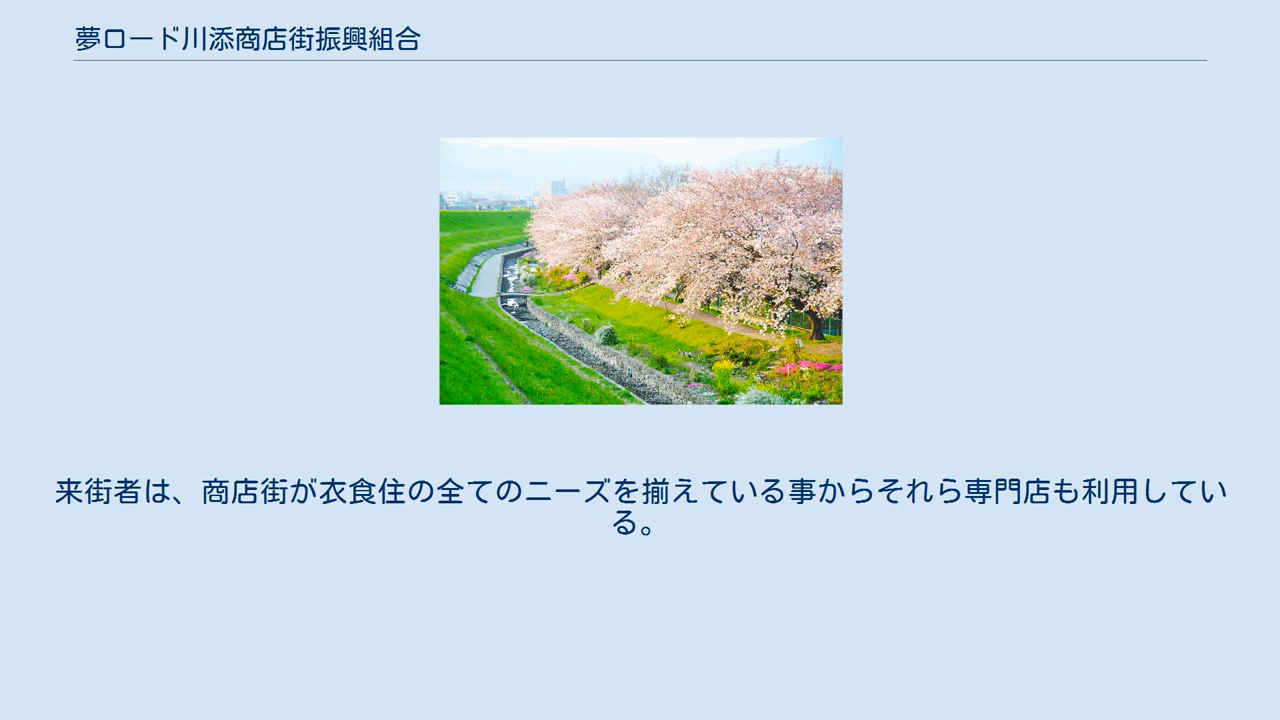 夢ロード川添商店街振興組合
来街者は、商店街が衣食住の全てのニーズを揃えている事からそれら専門店も利用してい
る。